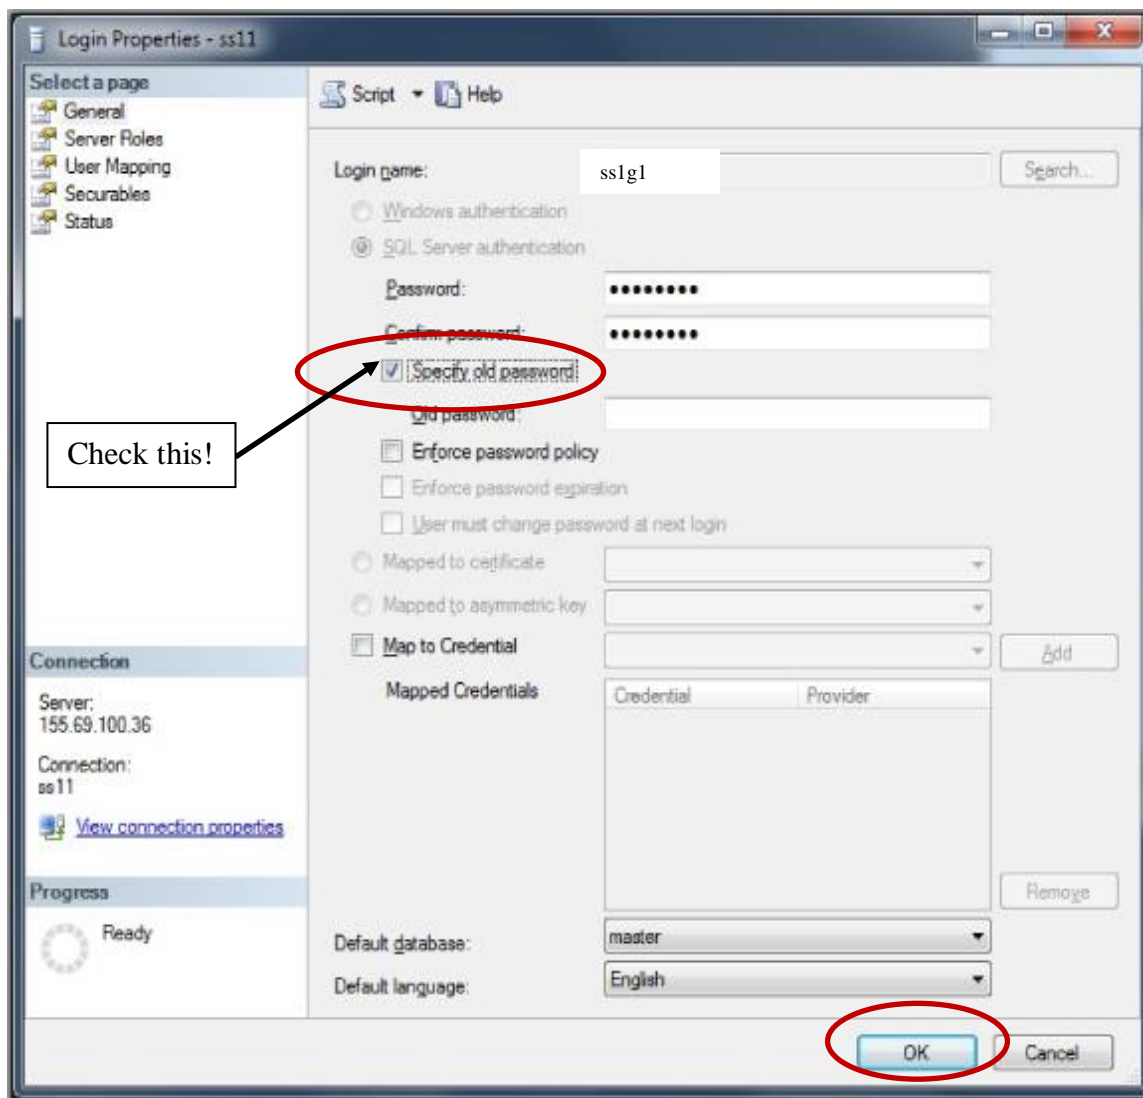 Login Properties - ss11
Select a page
General
Server Roles
User Mapping
Securables
Status
Script Help
Login name: ss1g1 Search...
Windows authentication
SQL Server authentication
Password: ●●●●●●●●
Confirm password: ●●●●●●●●
Specify old password
Old password:
Check this!
Enforce password policy
Enforce password expiration
User must change password at next login
Mapped to certificate
Mapped to asymmetric key
Map to Credential Add
Mapped Credentials Credential Provider
Connection
Server:
155.69.100.36
Connection:
ss11
View connection properties
Progress
Ready
Remove
Default database: master
Default language: English
OK Cancel